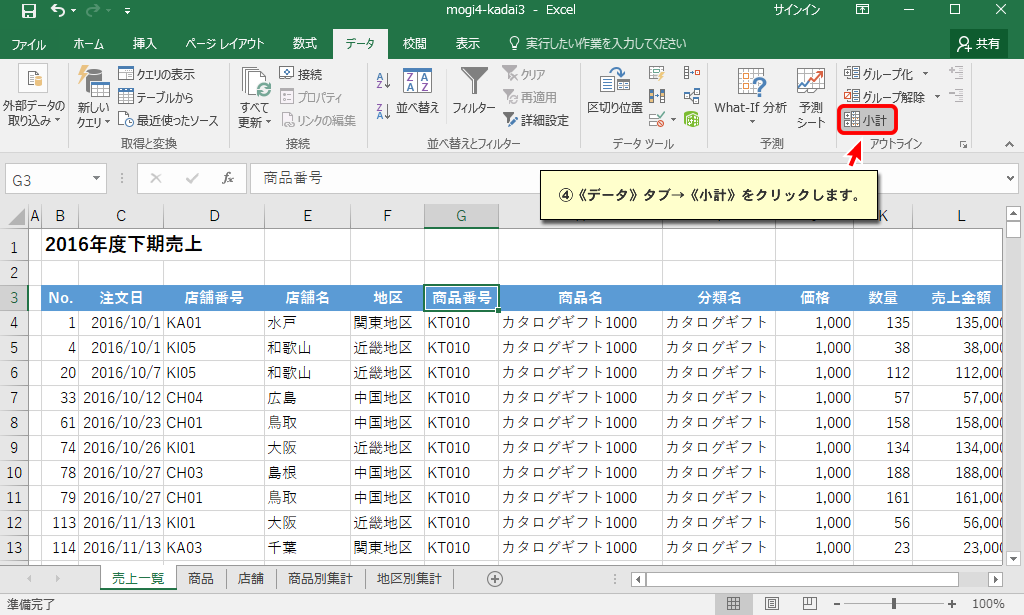 mogi4-kadai3 - Excel サインイン
ファイル ホーム 挿入 ページ レイアウト 数式 データ 校閲 表示 実行したい作業を入力してください 共有
外部データの取り込み
新しいクエリ
クエリの表示
テーブルから
最近使ったソース
取得と変換
すべて更新
接続
プロパティ
リンクの編集
接続
並べ替え
フィルター
クリア
再適用
詳細設定
並べ替えとフィルター
区切り位置
データ ツール
What-If 分析
予測シート
予測
グループ化
グループ解除
小計
アウトライン
G3 fx 商品番号
④《データ》タブ→《小計》をクリックします。
A B C D E F G K L
1 2016年度下期売上
2
3 No. 注文日 店舗番号 店舗名 地区 商品番号 商品名 分類名 価格 数量 売上金額
4 1 2016/10/1 KA01 水戸 関東地区 KT010 カタログギフト1000 カタログギフト 1,000 135 135,000
5 4 2016/10/1 KI05 和歌山 近畿地区 KT010 カタログギフト1000 カタログギフト 1,000 38 38,000
6 20 2016/10/7 KI05 和歌山 近畿地区 KT010 カタログギフト1000 カタログギフト 1,000 112 112,000
7 33 2016/10/12 CH04 広島 中国地区 KT010 カタログギフト1000 カタログギフト 1,000 57 57,000
8 61 2016/10/23 CH01 鳥取 中国地区 KT010 カタログギフト1000 カタログギフト 1,000 158 158,000
9 74 2016/10/26 KI01 大阪 近畿地区 KT010 カタログギフト1000 カタログギフト 1,000 134 134,000
10 78 2016/10/27 CH03 島根 中国地区 KT010 カタログギフト1000 カタログギフト 1,000 188 188,000
11 79 2016/10/27 CH01 鳥取 中国地区 KT010 カタログギフト1000 カタログギフト 1,000 161 161,000
12 113 2016/11/13 KI01 大阪 近畿地区 KT010 カタログギフト1000 カタログギフト 1,000 56 56,000
13 114 2016/11/13 KA03 千葉 関東地区 KT010 カタログギフト1000 カタログギフト 1,000 23 23,000
売上一覧 商品 店舗 商品別集計 地区別集計
準備完了 100%